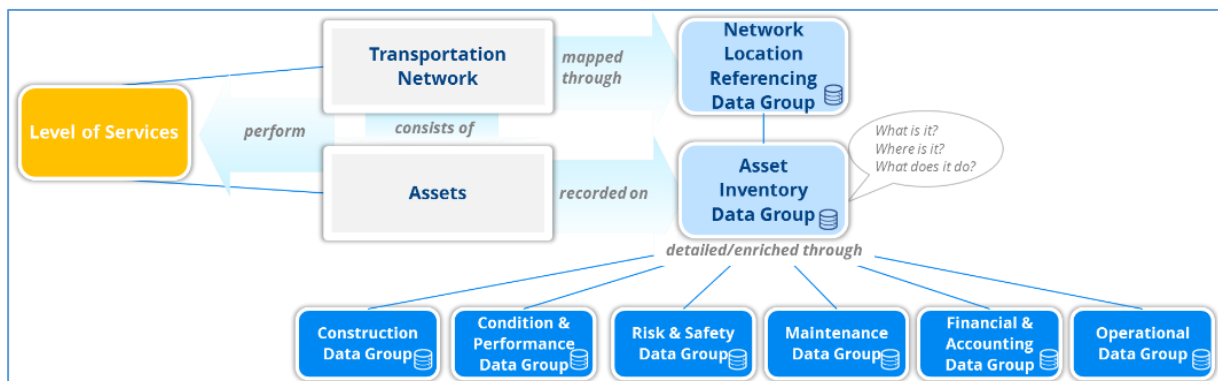 Transportation
Network
mapped
through
Network
Location
Referencing
Data Group
Level of Services
perform
consists of
What is it?
Where is it?
What does it do?
Assets
recorded on
Asset
Inventory
Data Group
detailed/enriched through
Construction
Data Group
Condition &
Performance
Data Group
Risk & Safety
Data Group
Maintenance
Data Group
Financial &
Accounting
Data Group
Operational
Data Group